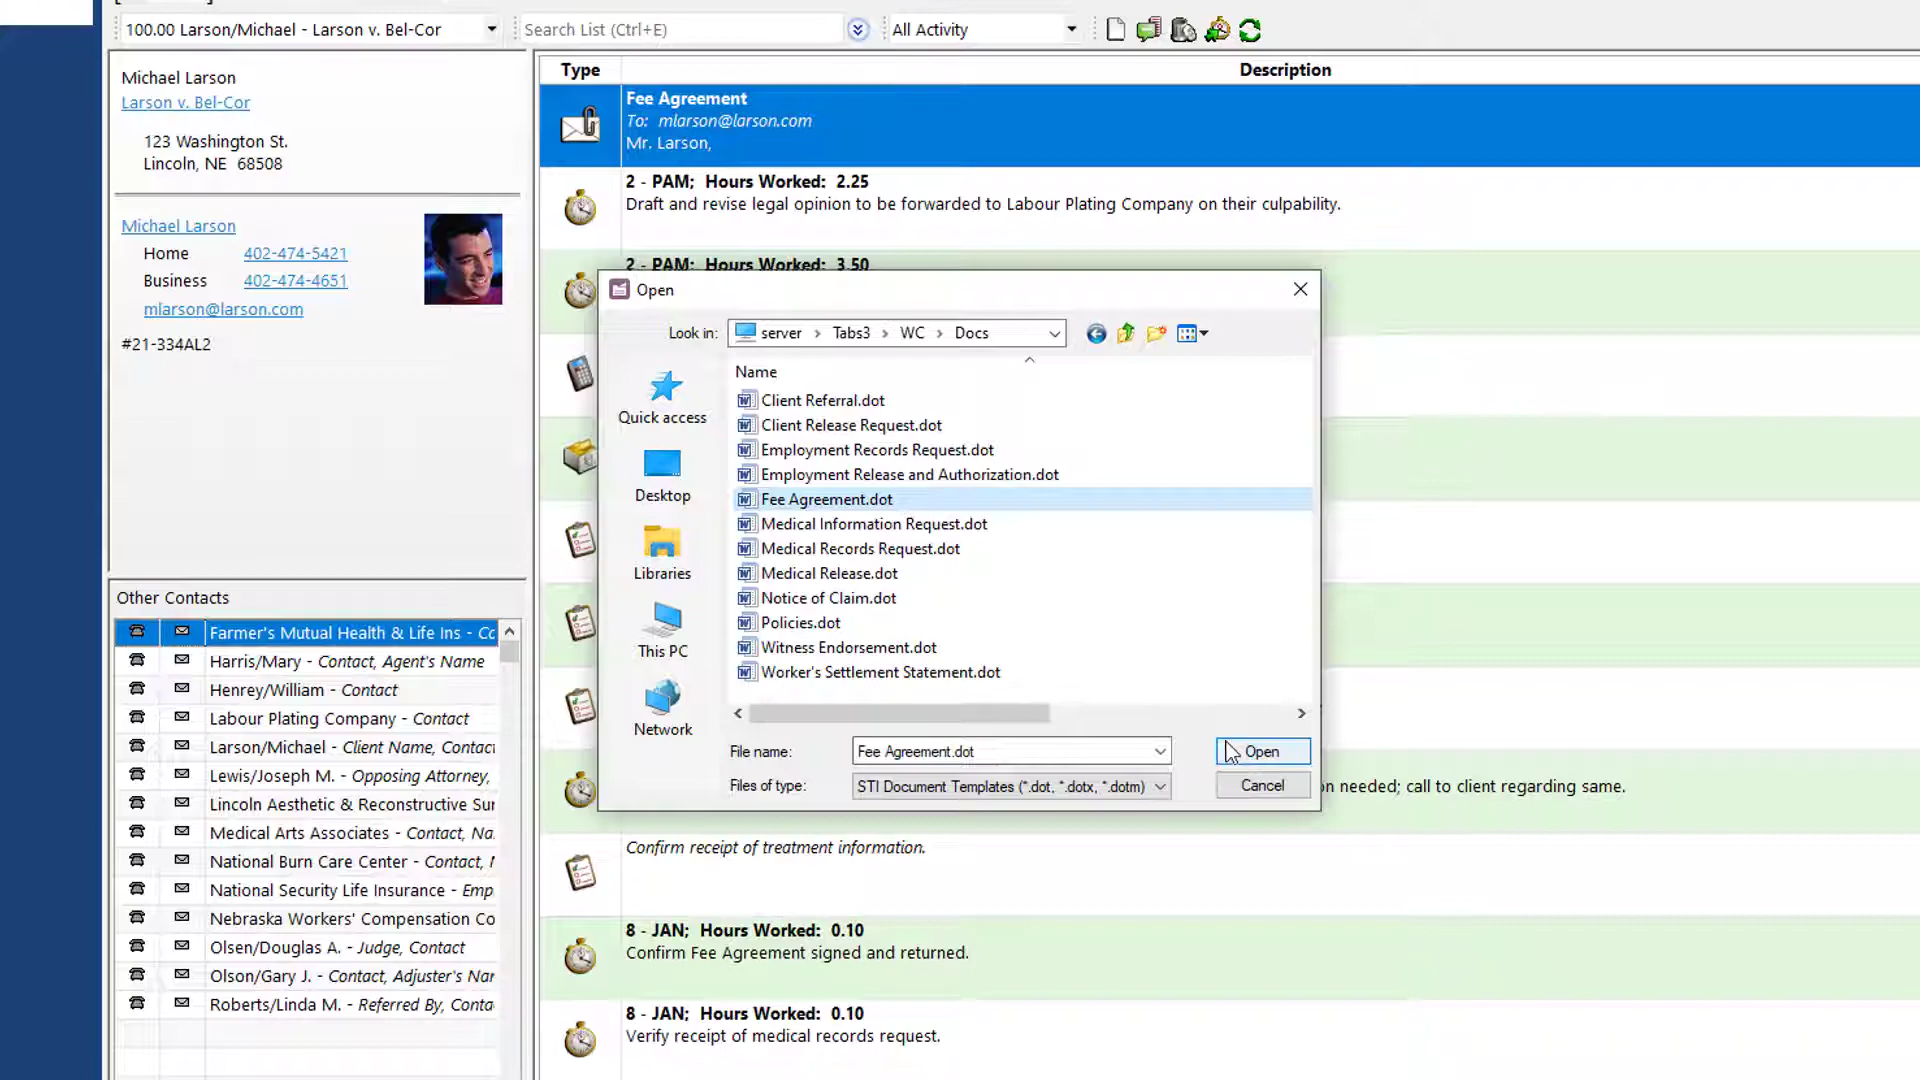 100.00 Larson/Michael - Larson v. Bel-Cor
Search List (Ctrl+E)
All Activity
Michael Larson
Larson v. Bel-Cor
123 Washington St.
Lincoln, NE 68508
Michael Larson
Home 402-474-5421
Business 402-474-4651
mlarson@larson.com
#21-334AL2
Other Contacts
Farmer's Mutual Health & Life Ins - Co
Harris/Mary - Contact, Agent's Name
Henrey/William - Contact
Labour Plating Company - Contact
Larson/Michael - Client Name, Contact
Lewis/Joseph M. - Opposing Attorney,
Lincoln Aesthetic & Reconstructive Sur
Medical Arts Associates - Contact, Na
National Burn Care Center - Contact,
National Security Life Insurance - Emp
Nebraska Workers' Compensation Co
Olsen/Douglas A. - Judge, Contact
Olson/Gary J. - Contact, Adjuster's Nar
Roberts/Linda M. - Referred By, Conta
Type Description
Fee Agreement
To: mlarson@larson.com
Mr. Larson,
2 - PAM; Hours Worked: 2.25
Draft and revise legal opinion to be forwarded to Labour Plating Company on their culpability.
2 - PAM; Hours Worked: 3.50
Open
Look in: server > Tabs3 > WC > Docs
Quick access
Desktop
Libraries
This PC
Network
Name
Client Referral.dot
Client Release Request.dot
Employment Records Request.dot
Employment Release and Authorization.dot
Fee Agreement.dot
Medical Information Request.dot
Medical Records Request.dot
Medical Release.dot
Notice of Claim.dot
Policies.dot
Witness Endorsement.dot
Worker's Settlement Statement.dot
File name: Fee Agreement.dot Open
Files of type: STI Document Templates (*.dot, *.dotx, *.dotm) Cancel
on needed; call to client regarding same.
Confirm receipt of treatment information.
8 - JAN; Hours Worked: 0.10
Confirm Fee Agreement signed and returned.
8 - JAN; Hours Worked: 0.10
Verify receipt of medical records request.